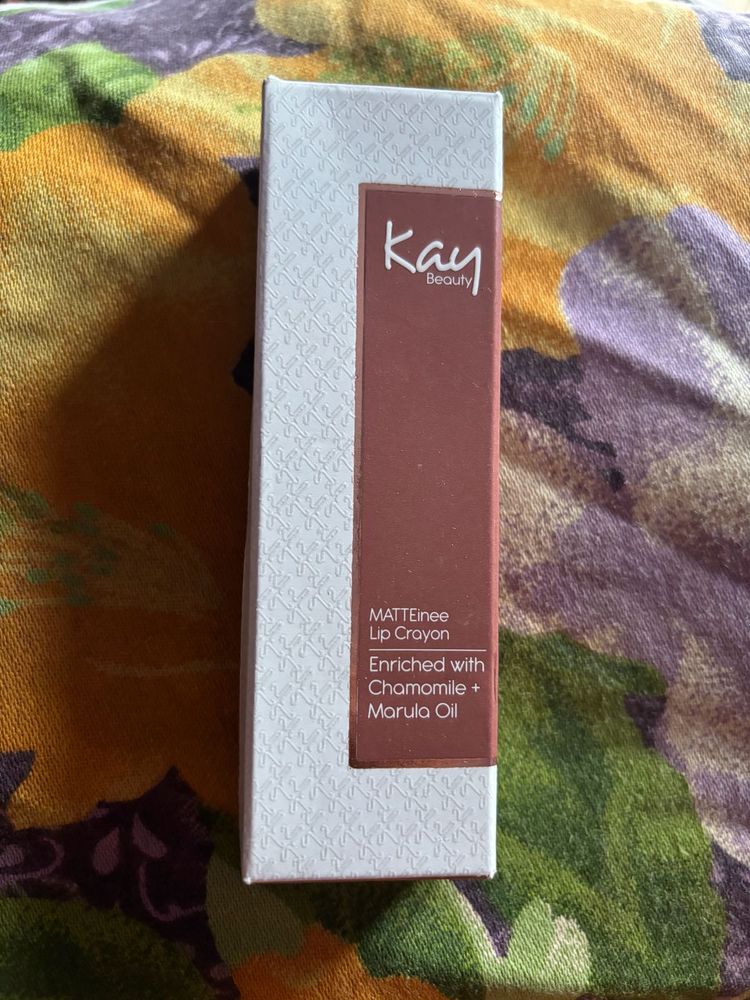 Kay
Beauty
MATTEinee
Lip Crayon
Enriched with
Chamomile +
Marula Oil